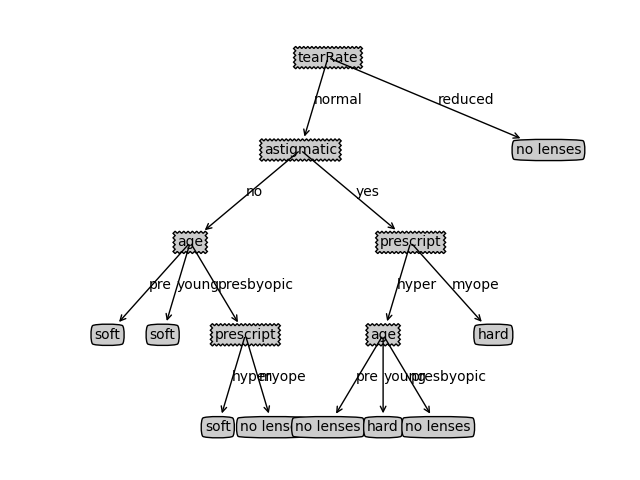 tearRate
normal reduced
astigmatic no lenses
no yes
age prescript
pre young presbyopic hyper myope
soft soft prescript age hard
hyper myope pre young presbyopic
soft no lenses no lenses hard no lenses